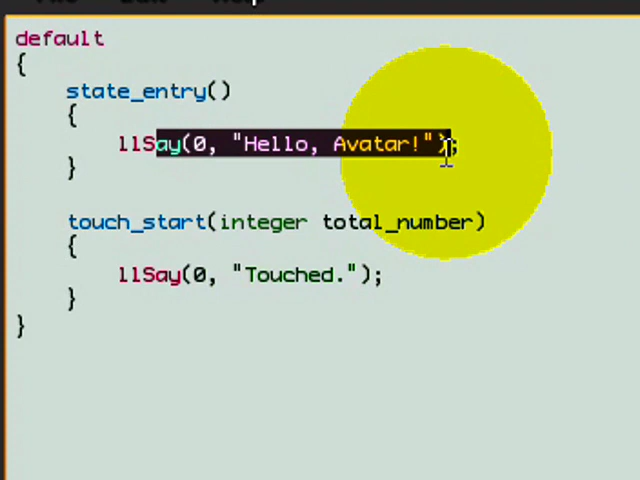 default
{
state_entry()
{
llSay(0, "Hello, Avatar!");
}
touch_start(integer total_number)
{
llSay(0, "Touched.");
}
}